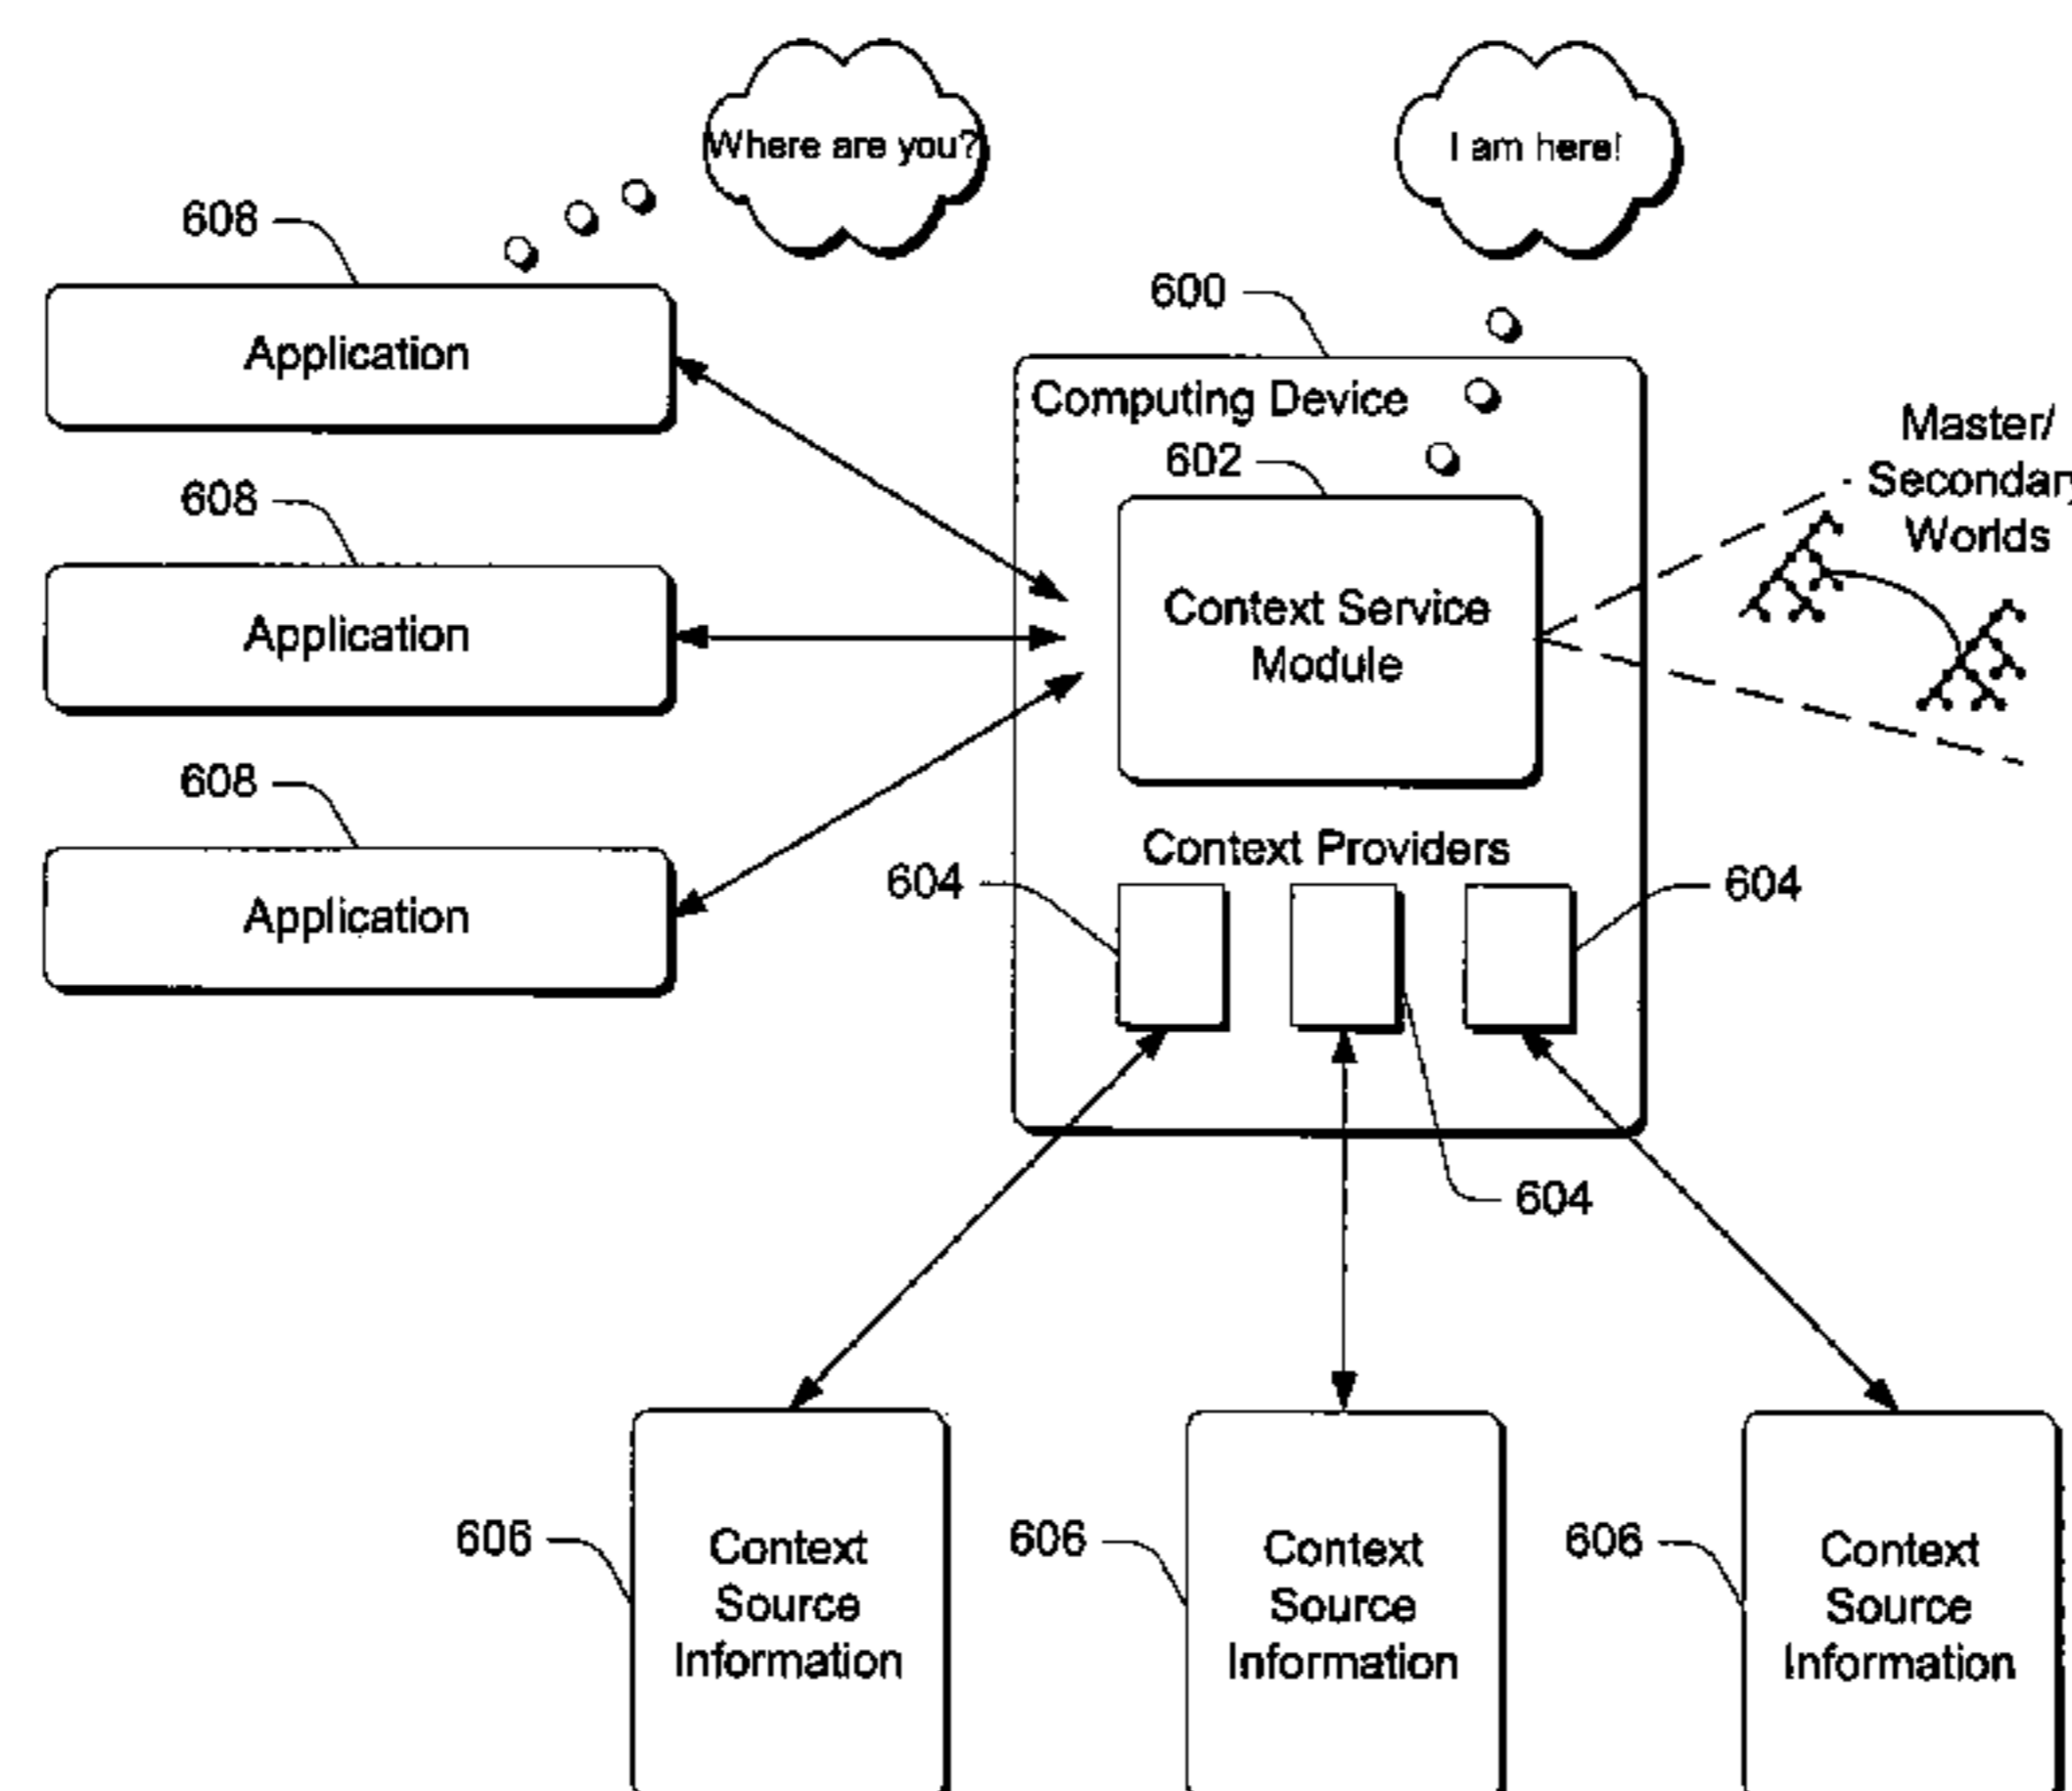 Where are you?
I am here!
608
Application
608
Application
608
Application
600
Computing Device
602
Context Service
Module
Master/
Secondary
Worlds
Context Providers
604
604
604
606
Context
Source
Information
606
Context
Source
Information
606
Context
Source
Information